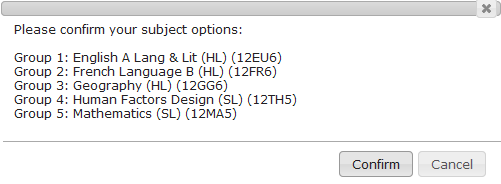 Please confirm your subject options:
Group 1: English A Lang & Lit (HL) (12EU6)
Group 2: French Language B (HL) (12FR6)
Group 3: Geography (HL) (12GG6)
Group 4: Human Factors Design (SL) (12TH5)
Group 5: Mathematics (SL) (12MA5)
Confirm
Cancel